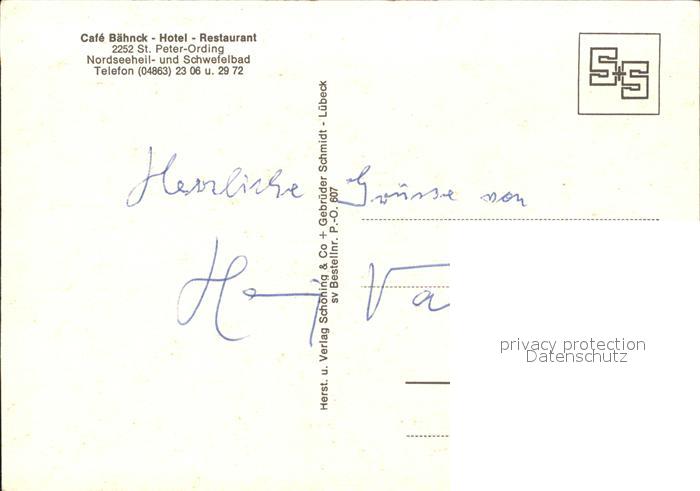 Café Bähnck - Hotel - Restaurant
2252 St. Peter-Ording
Nordseeheil- und Schwefelbad
Telefon (04863) 23 06 u. 29 72
S+S
Herst. u. Verlag Schöning & Co + Gebrüder Schmidt - Lübeck
sv Bestellnr. P.-O. 607
Herzliche Grüsse von
privacy protection
Datenschutz